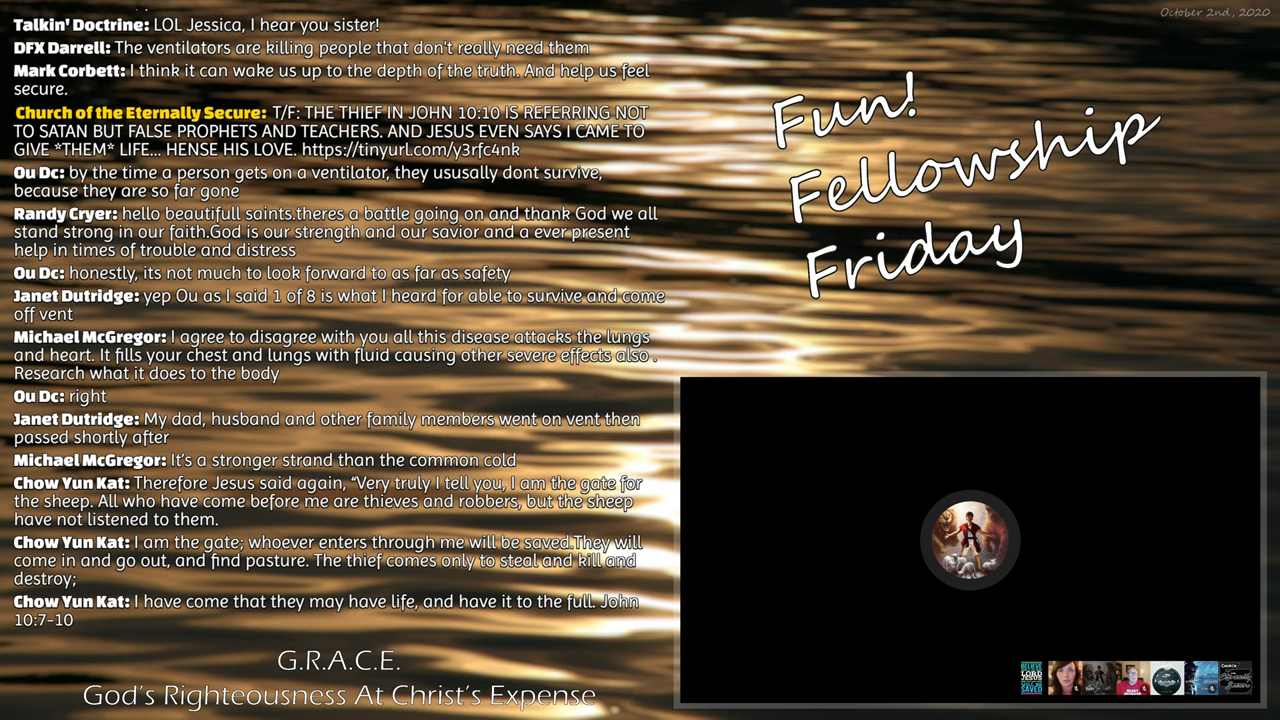 October 2nd, 2020
Talkin' Doctrine: LOL Jessica, I hear you sister!
DFX Darrell: The ventilators are killing people that don't really need them
Mark Corbett: I think it can wake us up to the depth of the truth. And help us feel
secure.
Church of the Eternally Secure: T/F: THE THIEF IN JOHN 10:10 IS REFERRING NOT
TO SATAN BUT FALSE PROPHETS AND TEACHERS. AND JESUS EVEN SAYS I CAME TO
GIVE *THEM* LIFE... HENSE HIS LOVE. https://tinyurl.com/y3rfc4nk
Ou Dc: by the time a person gets on a ventilator, they ususally dont survive,
because they are so far gone
Randy Cryer: hello beautifull saints.theres a battle going on and thank God we all
stand strong in our faith.God is our strength and our savior and a ever present
help in times of trouble and distress
Ou Dc: honestly, its not much to look forward to as far as safety
Janet Dutridge: yep Ou as I said 1 of 8 is what I heard for able to survive and come
off vent
Michael McGregor: I agree to disagree with you all this disease attacks the lungs
and heart. It fills your chest and lungs with fluid causing other severe effects also .
Research what it does to the body
Ou Dc: right
Janet Dutridge: My dad, husband and other family members went on vent then
passed shortly after
Michael McGregor: It's a stronger strand than the common cold
Chow Yun Kat: Therefore Jesus said again, “Very truly I tell you, I am the gate for
the sheep. All who have come before me are thieves and robbers, but the sheep
have not listened to them.
Chow Yun Kat: I am the gate; whoever enters through me will be saved.They will
come in and go out, and find pasture. The thief comes only to steal and kill and
destroy;
Chow Yun Kat: I have come that they may have life, and have it to the full. John
10:7-10
G.R.A.C.E.
God's Righteousness At Christ's Expense
Fun!
Fellowship
Friday
BELIEVE
LORD
JESUS
SAVED